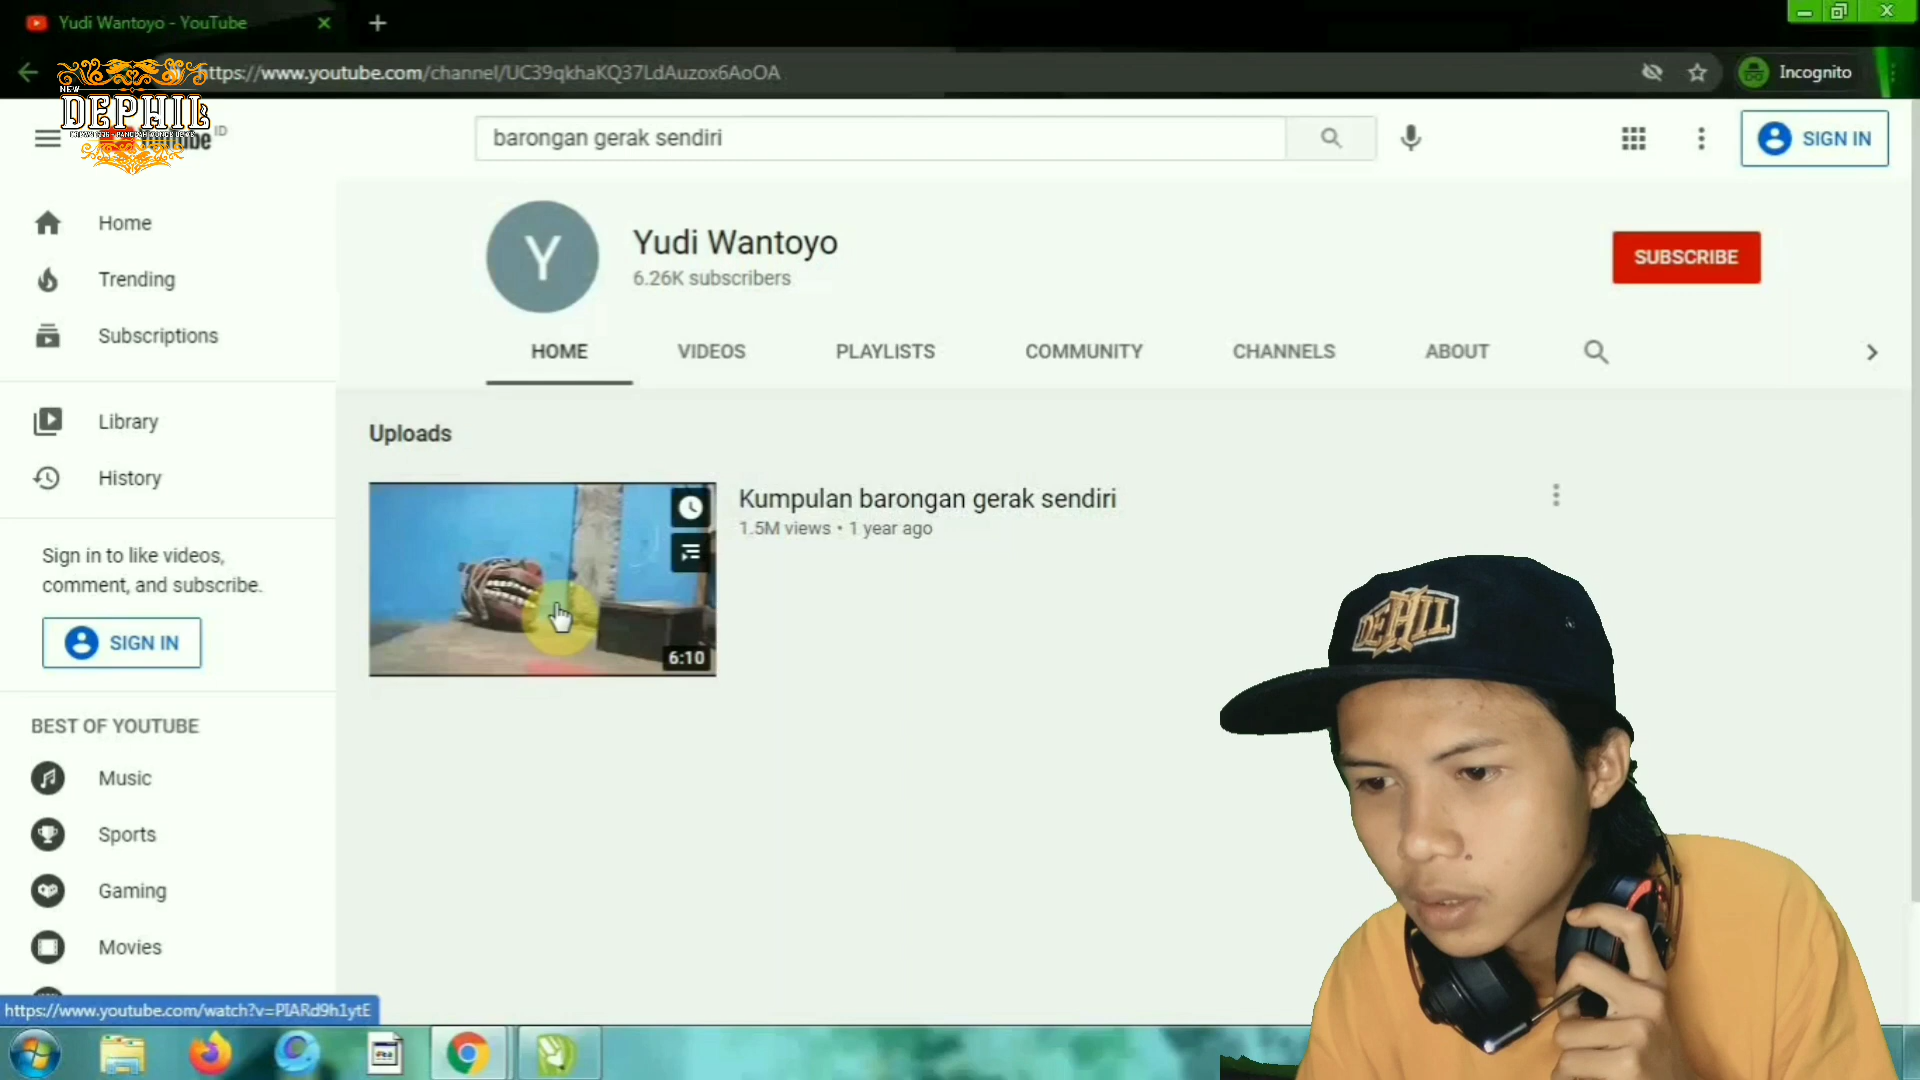 Yudi Wantoyo - YouTube
https://www.youtube.com/channel/UC39qkhaKQ37LdAuzox6AoOA
Incognito
NEW
DEPHIL
ID
barongan gerak sendiri
SIGN IN
Home
Trending
Subscriptions
Library
History
Sign in to like videos,
comment, and subscribe.
SIGN IN
BEST OF YOUTUBE
Music
Sports
Gaming
Movies
https://www.youtube.com/watch?v=PIARd9h1ytE
Y
Yudi Wantoyo
6.26K subscribers
SUBSCRIBE
HOME VIDEOS PLAYLISTS COMMUNITY CHANNELS ABOUT
Uploads
6:10
Kumpulan barongan gerak sendiri
1.5M views • 1 year ago
DEPHIL